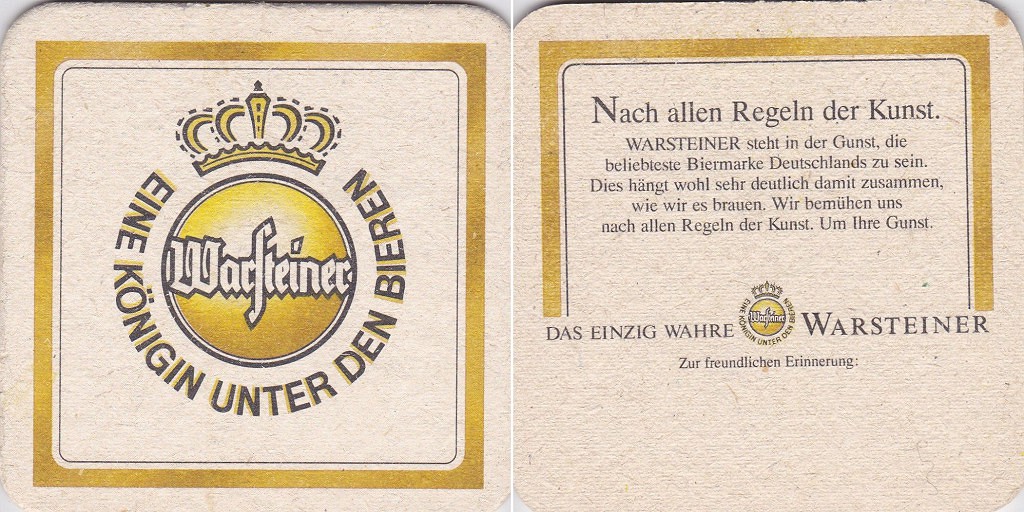 EINE KÖNIGIN UNTER DEN BIEREN
Warsteiner
Nach allen Regeln der Kunst.
WARSTEINER steht in der Gunst, die
beliebteste Biermarke Deutschlands zu sein.
Dies hängt wohl sehr deutlich damit zusammen,
wie wir es brauen. Wir bemühen uns
nach allen Regeln der Kunst. Um Ihre Gunst.
EINE KÖNIGIN UNTER DEN BIEREN
Warsteiner
DAS EINZIG WAHRE WARSTEINER
Zur freundlichen Erinnerung: